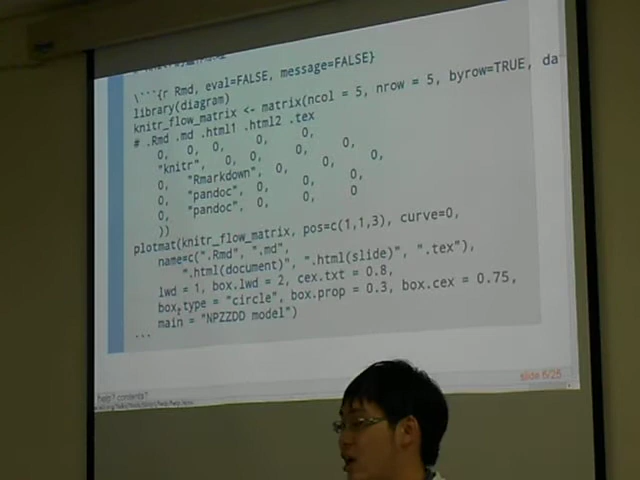 \```{r Rmd, eval=FALSE, message=FALSE}
library(diagram)
knitr_flow_matrix <- matrix(ncol = 5, nrow = 5, byrow=TRUE, da
# .Rmd .md .html1 .html2 .tex
0, 0, 0, 0, 0,
"knitr", 0, 0, 0, 0,
0, "Rmarkdown", 0, 0, 0,
0, "pandoc", 0, 0, 0,
0, "pandoc", 0, 0, 0
))
plotmat(knitr_flow_matrix, pos=c(1,1,3), curve=0,
name=c(".Rmd", ".md",
".html(document)", ".html(slide)", ".tex"),
lwd = 1, box.lwd = 2, cex.txt = 0.8,
box.type = "circle", box.prop = 0.3, box.cex = 0.75,
main = "NPZZDD model")
```
help? contents?
slide 6/25